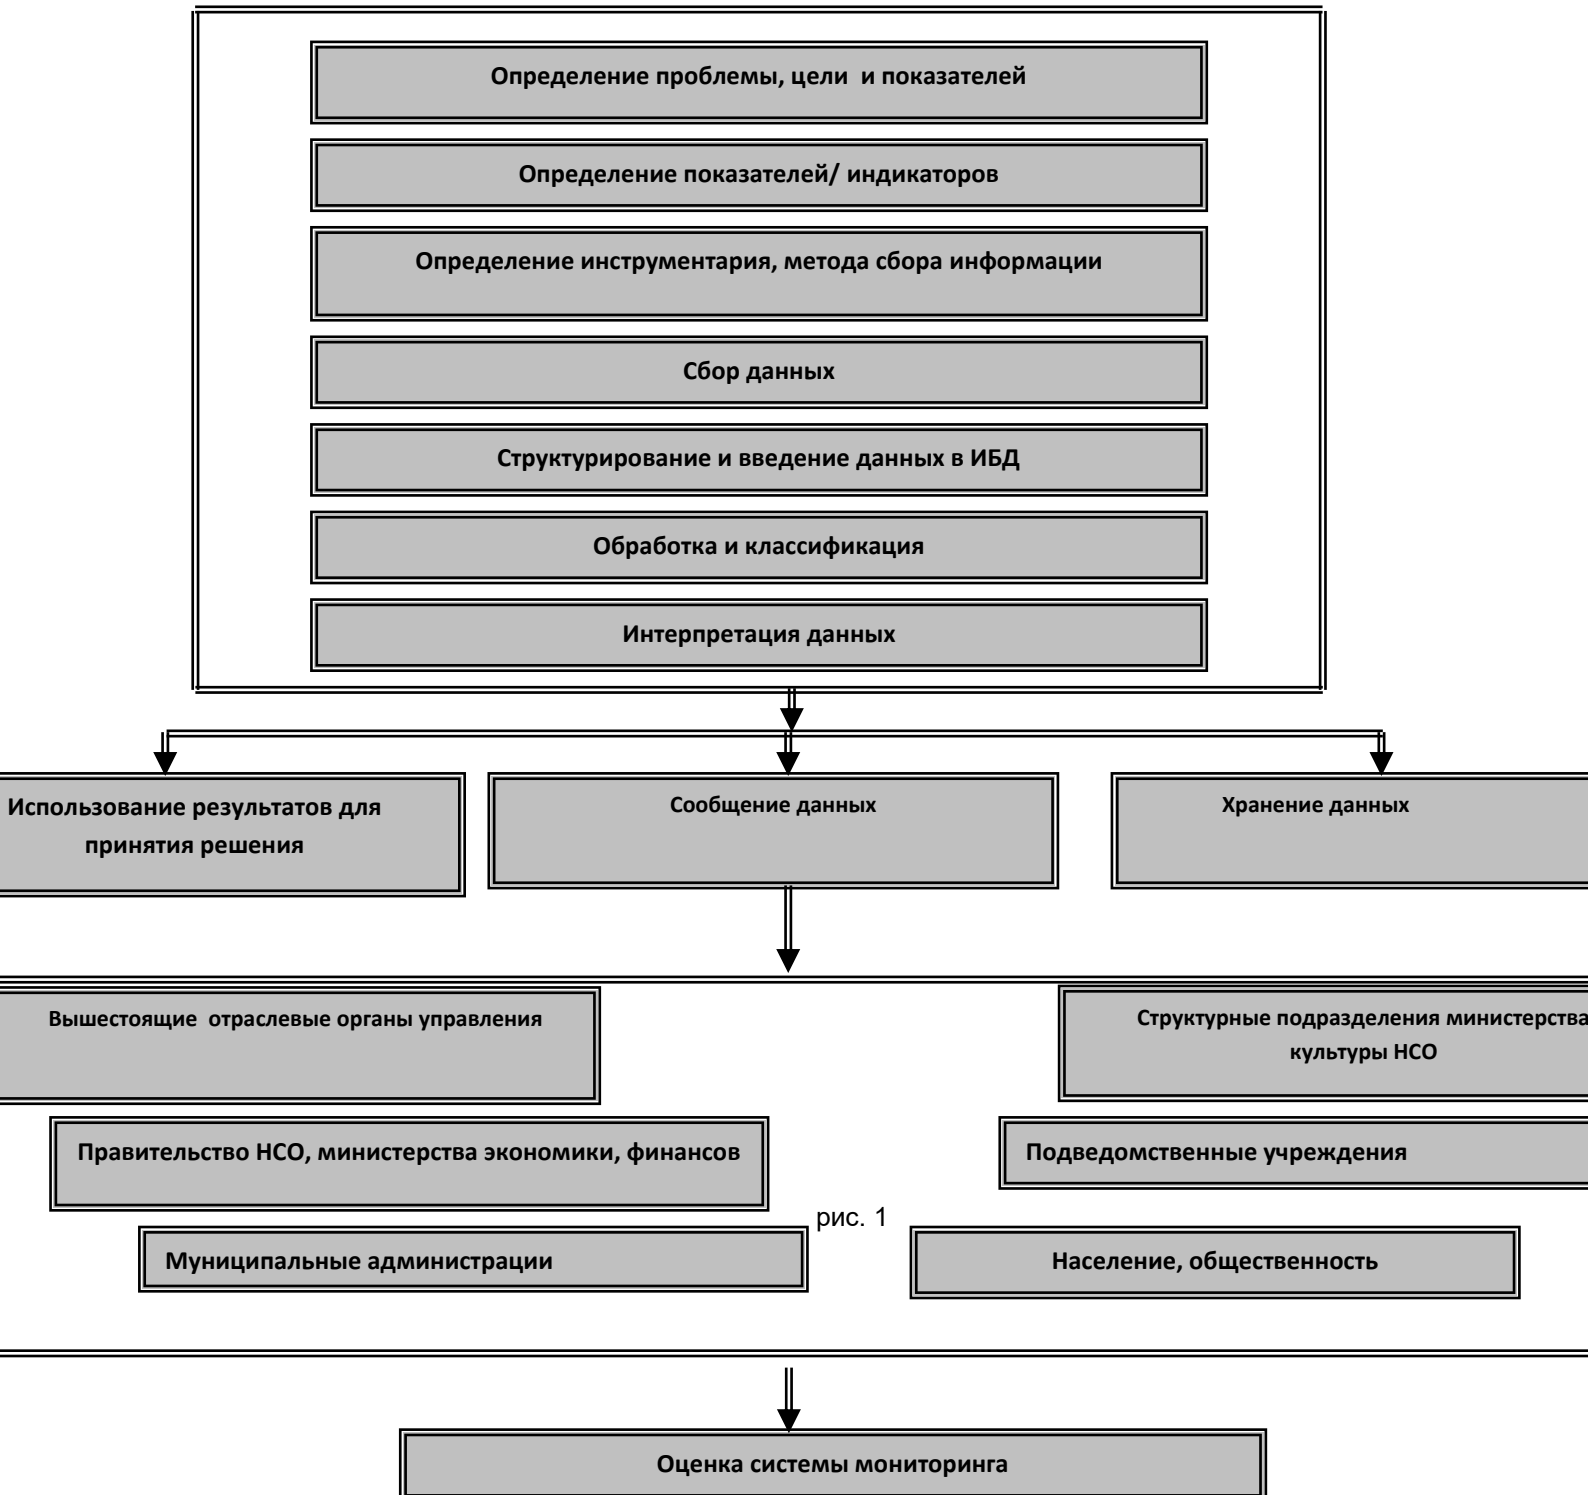 Определение проблемы, цели и показателей
Определение показателей/ индикаторов
Определение инструментария, метода сбора информации
Сбор данных
Структурирование и введение данных в ИБД
Обработка и классификация
Интерпретация данных
Использование результатов для
принятия решения
Сообщение данных
Хранение данных
Вышестоящие отраслевые органы управления
Структурные подразделения министерства
культуры НСО
Правительство НСО, министерства экономики, финансов
Подведомственные учреждения
рис. 1
Муниципальные администрации
Население, общественность
Оценка системы мониторинга